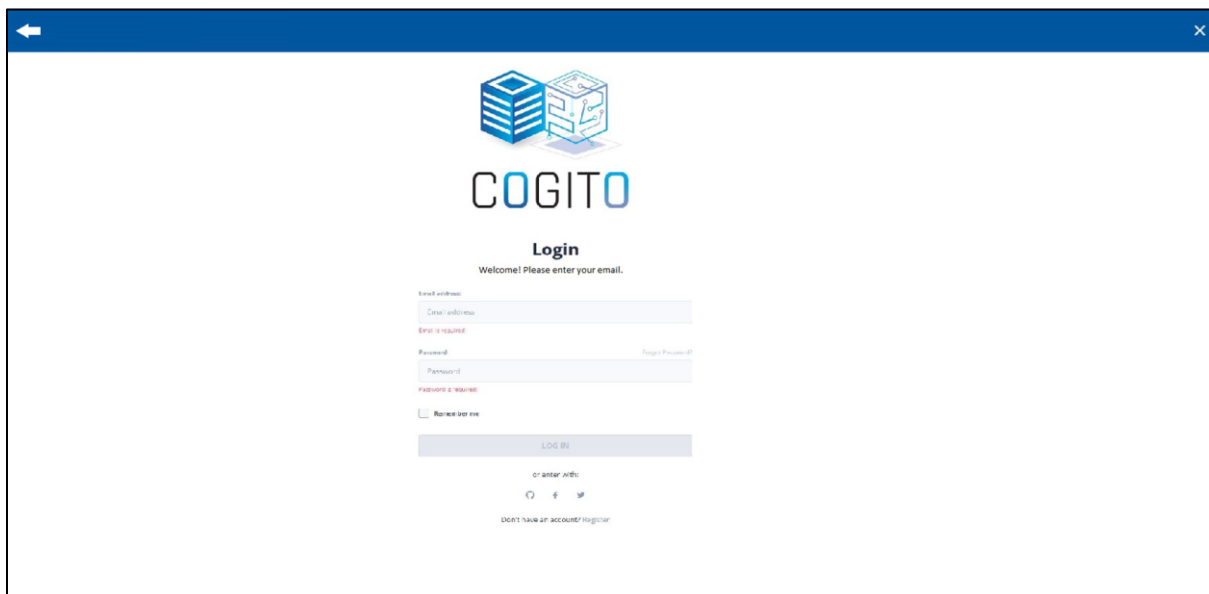 COGITO
Login
Welcome! Please enter your email.
Email address
Email address
Email is required!
Password Forgot Password?
Password
Password is required!
Remember me
LOG IN
or enter with:
Don't have an account? Register